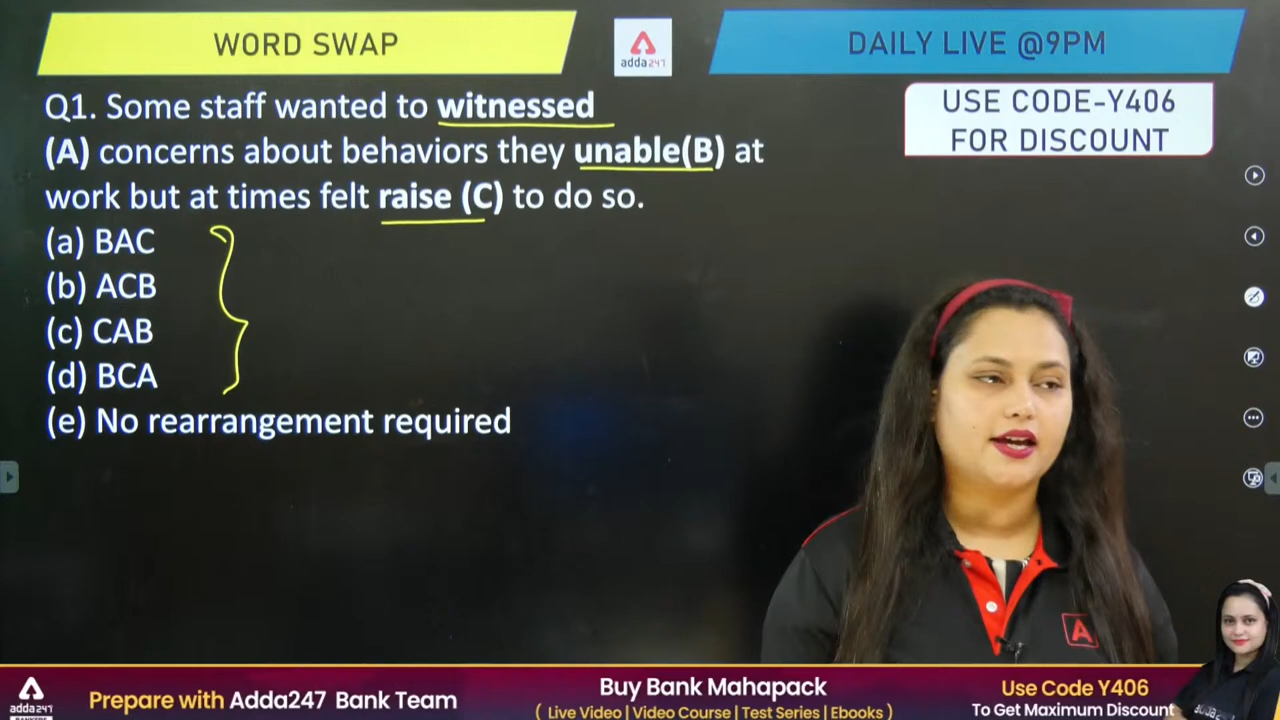 WORD SWAP
adda247
DAILY LIVE @9PM
USE CODE-Y406
FOR DISCOUNT
Q1. Some staff wanted to witnessed
(A) concerns about behaviors they unable(B) at
work but at times felt raise (C) to do so.
(a) BAC
(b) ACB
(c) CAB
(d) BCA
(e) No rearrangement required
A
adda247
Prepare with Adda247 Bank Team
Buy Bank Mahapack
( Live Video | Video Course | Test Series | Ebooks )
Use Code Y406
To Get Maximum Discount